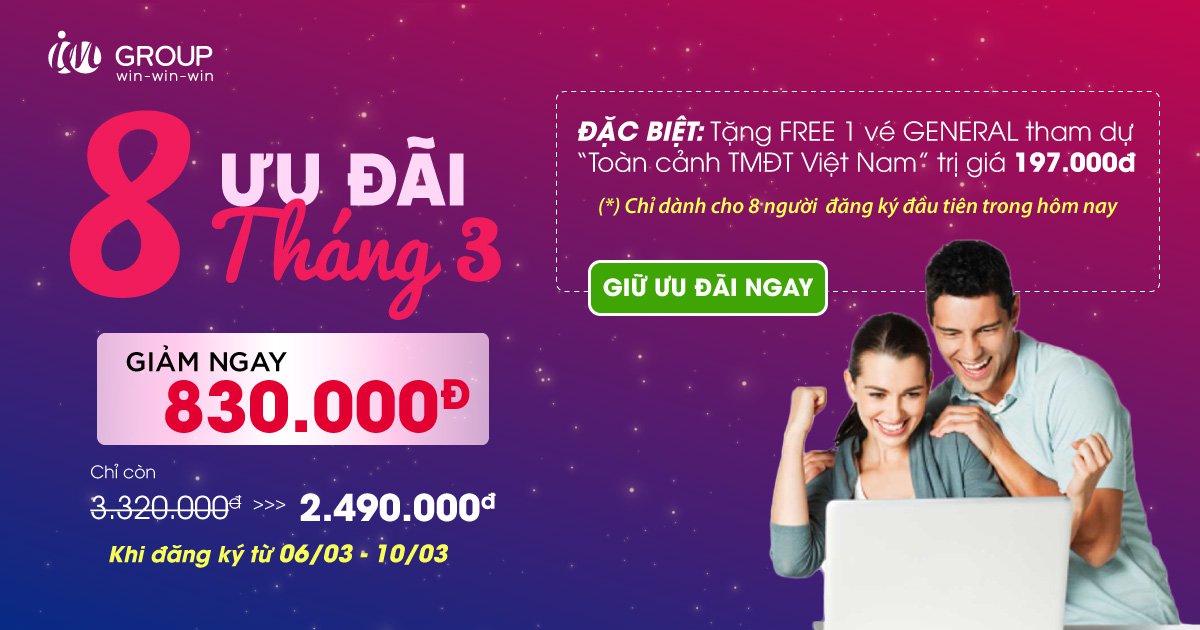 im GROUP
win-win-win
8 ƯU ĐÃI
Tháng 3
GIẢM NGAY
830.000Đ
Chỉ còn
3.320.000đ >>> 2.490.000đ
Khi đăng ký từ 06/03 - 10/03
ĐẶC BIỆT: Tặng FREE 1 vé GENERAL tham dự
“Toàn cảnh TMĐT Việt Nam” trị giá 197.000đ
(*) Chỉ dành cho 8 người đăng ký đầu tiên trong hôm nay
GIỮ ƯU ĐÃI NGAY